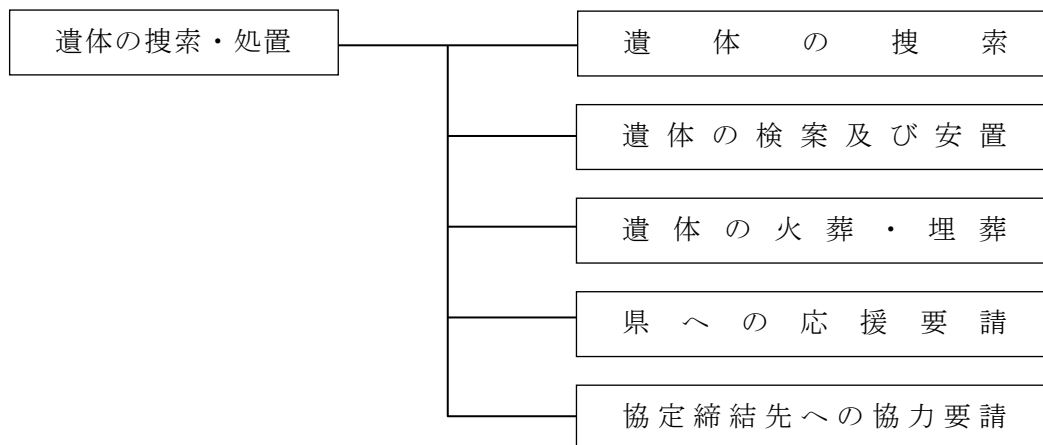 遺体の捜索・処置
遺体の捜索
遺体の検案及び安置
遺体の火葬・埋葬
県への応援要請
協定締結先への協力要請